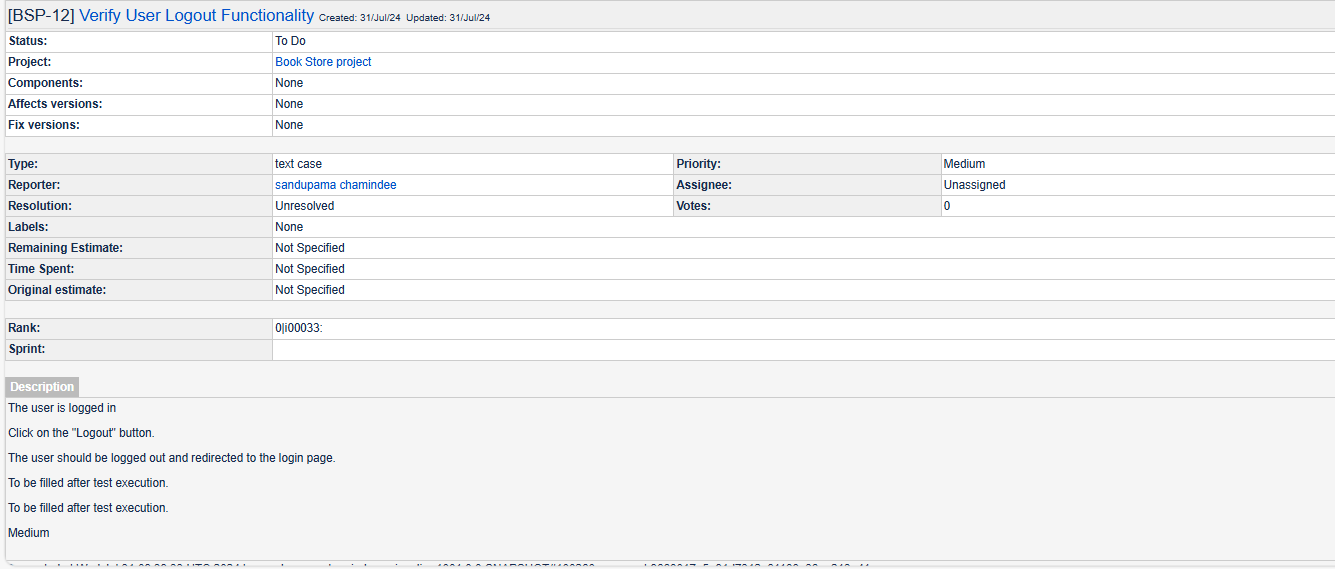 [BSP-12] Verify User Logout Functionality Created: 31/Jul/24 Updated: 31/Jul/24
Status: To Do
Project: Book Store project
Components: None
Affects versions: None
Fix versions: None
Type: text case Priority: Medium
Reporter: sandupama chamindee Assignee: Unassigned
Resolution: Unresolved Votes: 0
Labels: None
Remaining Estimate: Not Specified
Time Spent: Not Specified
Original estimate: Not Specified
Rank: 0|i00033:
Sprint:
Description
The user is logged in
Click on the "Logout" button.
The user should be logged out and redirected to the login page.
To be filled after test execution.
To be filled after test execution.
Medium